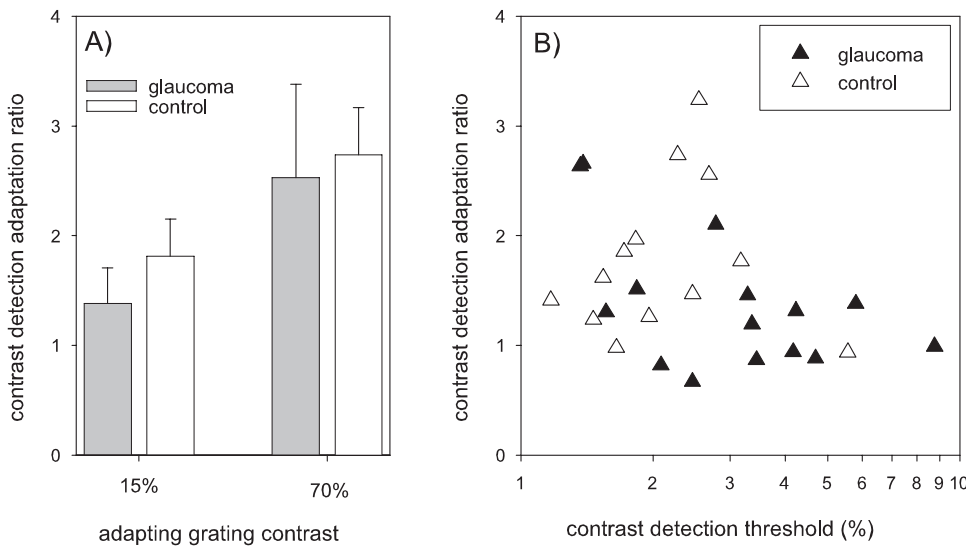 A)
glaucoma
control
contrast detection adaptation ratio
4
3
2
1
0
15% 70%
adapting grating contrast
B)
glaucoma
control
contrast detection adaptation ratio
4
3
2
1
0
1 2 3 4 5 6 7 8 9 10
contrast detection threshold (%)